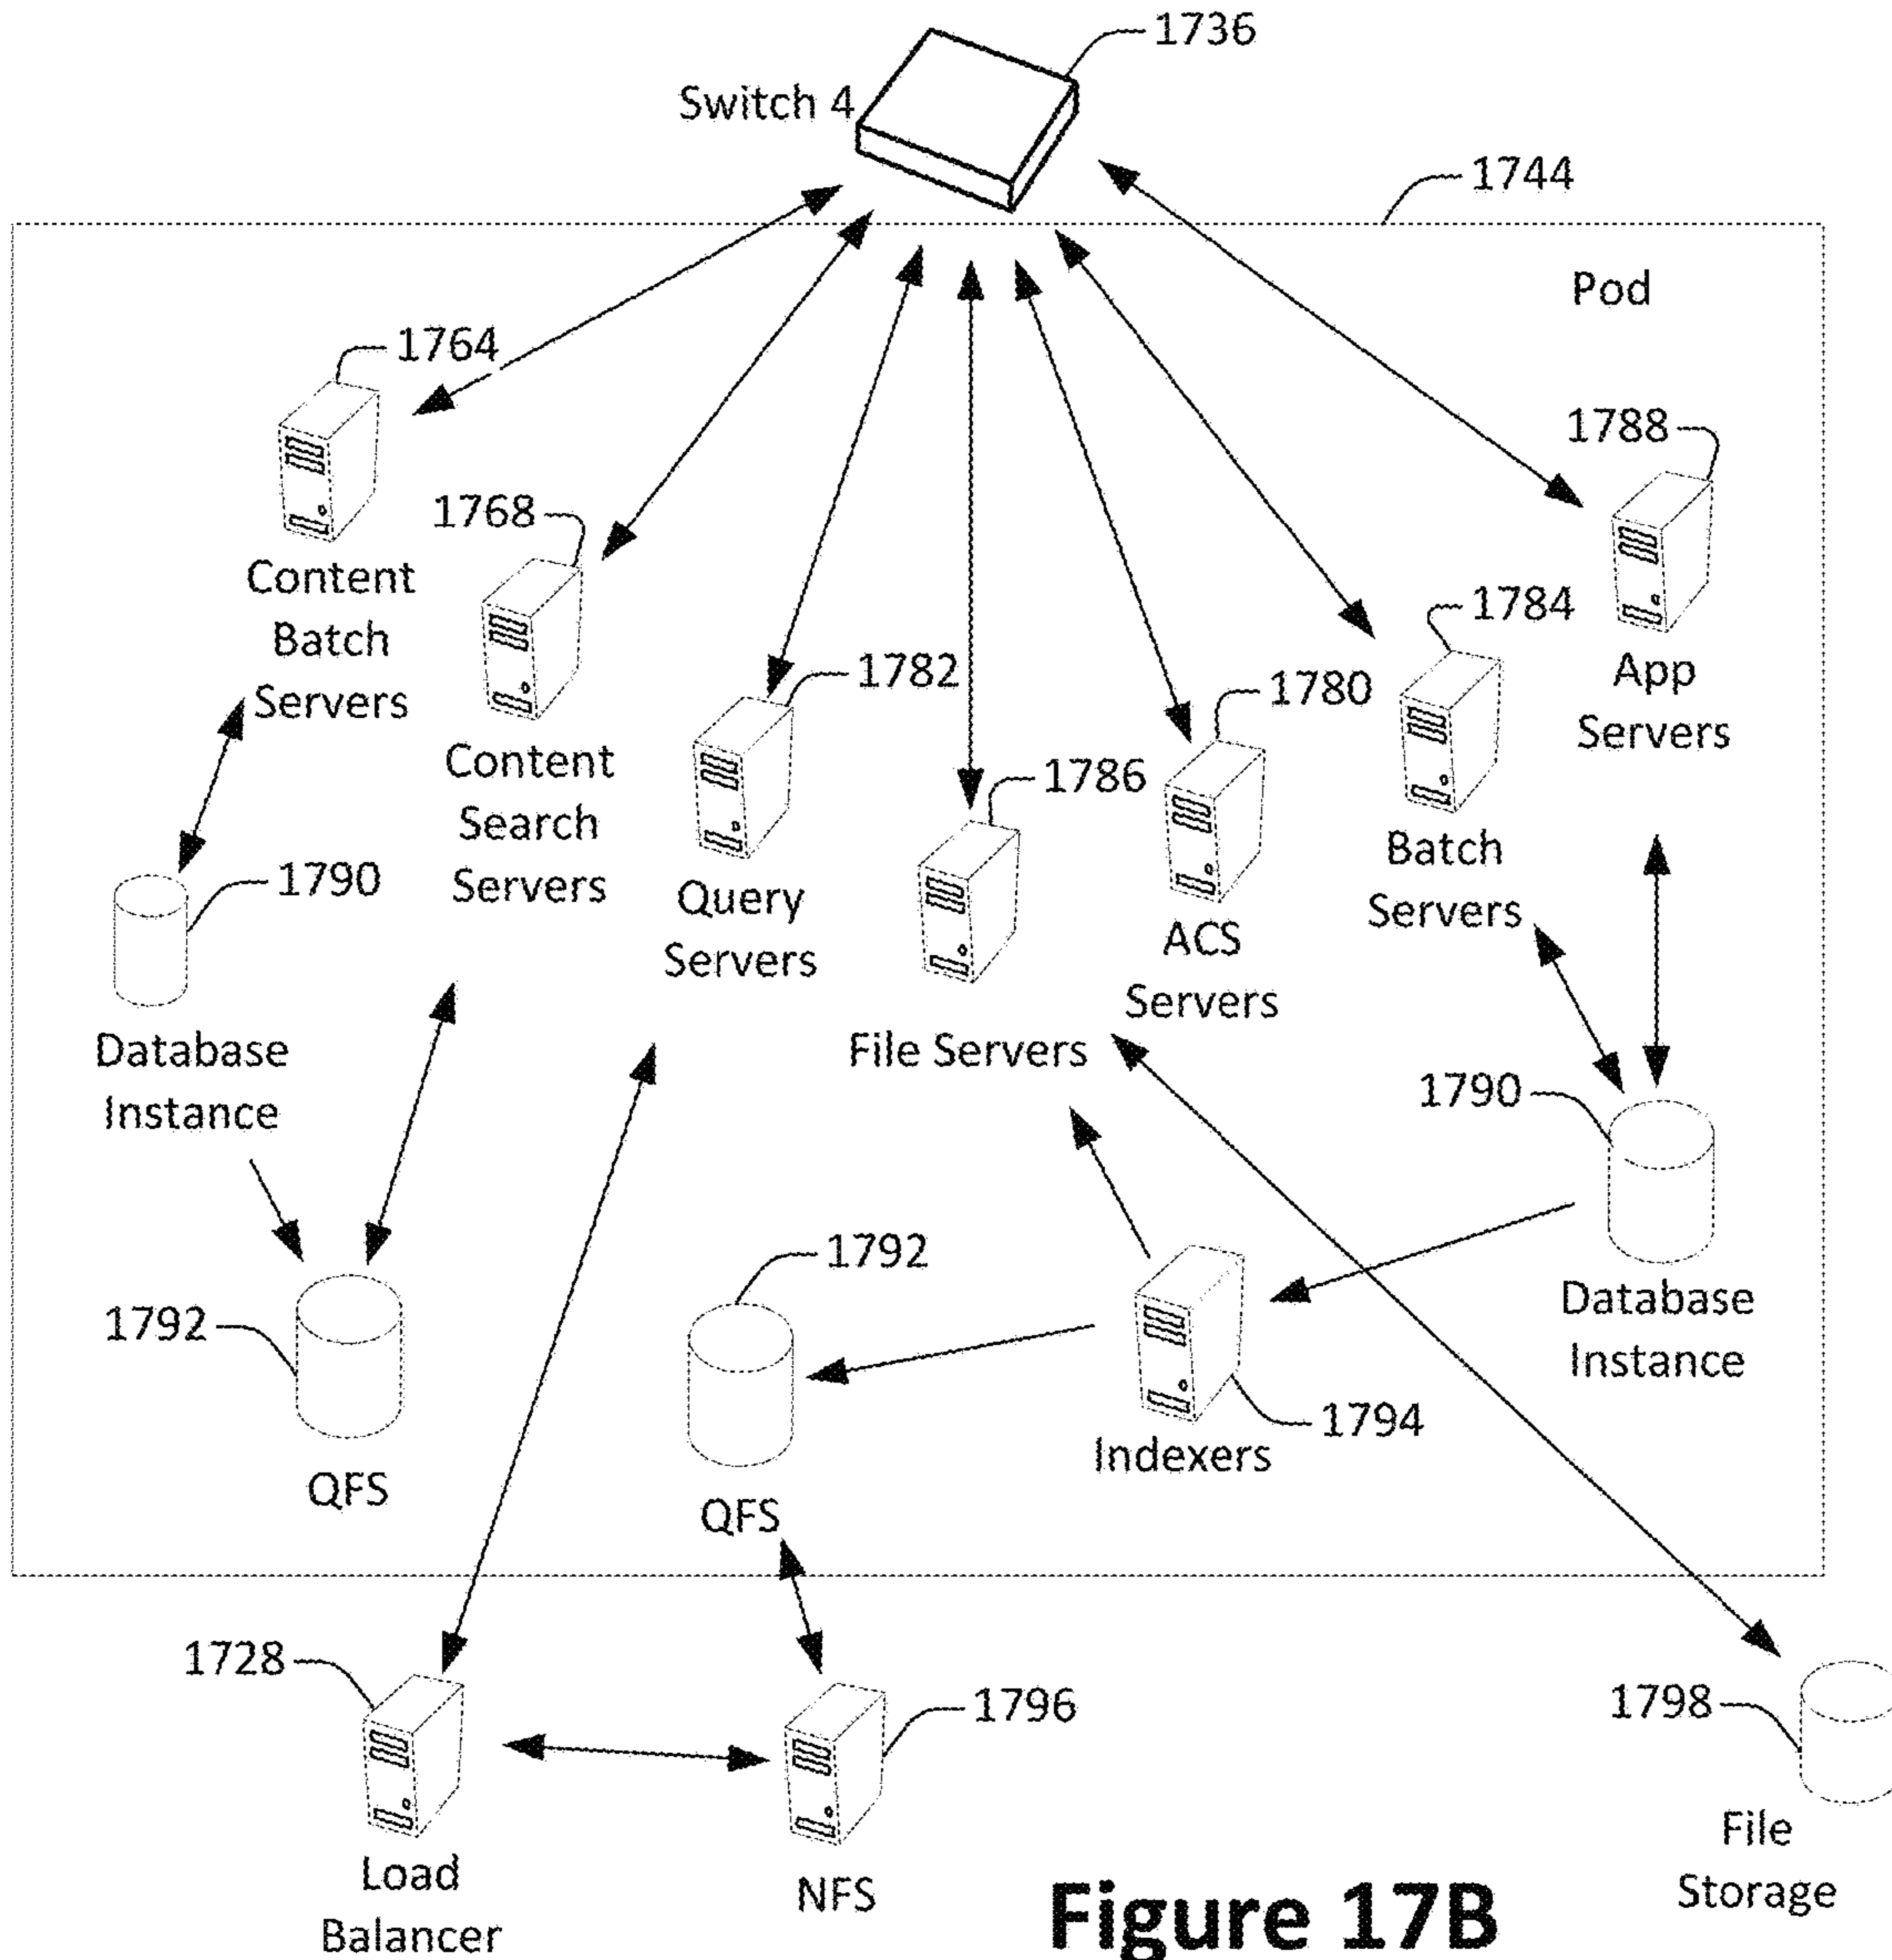 1736
Switch 4
1744
Pod
1764
1788
1768
Content
Batch
Servers
1784
1782
1780
App
Servers
Content
Search
Servers
1786
Batch
Servers
1790
Query
Servers
ACS
Servers
Database
Instance
File Servers
1790
1792
1792
Database
Instance
1794
Indexers
QFS
QFS
1728
1796
1798
Load
Balancer
NFS
File
Storage
Figure 17B